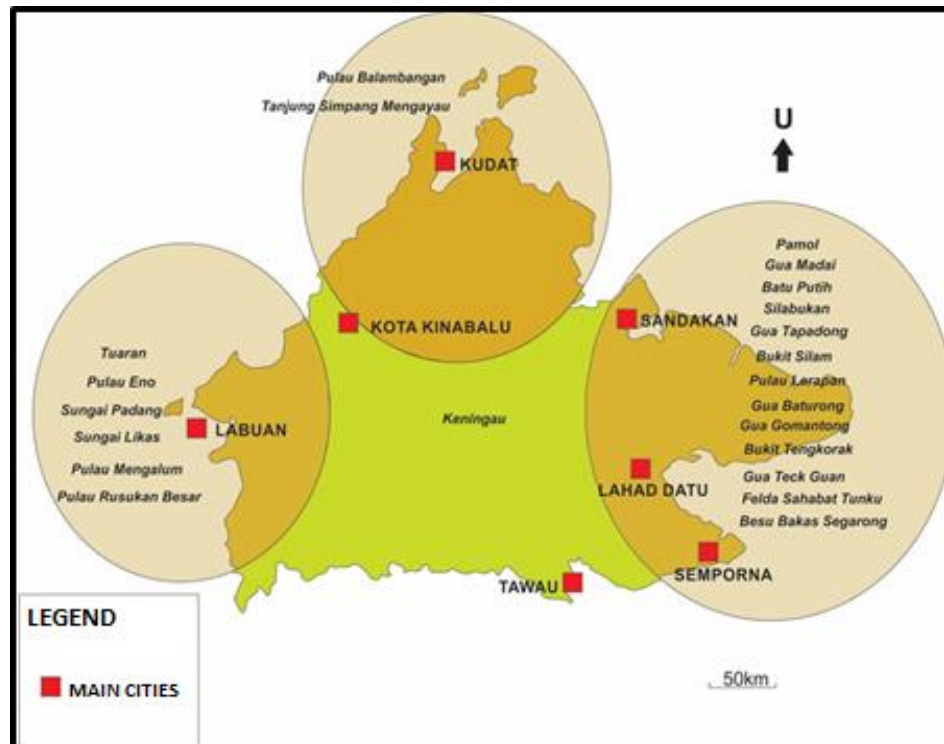 Pulau Balambangan
Tanjung Simpang Mengayau
KUDAT
U
KOTA KINABALU
Tuaran
Pulau Eno
Sungai Padang
LABUAN
Sungai Likas
Pulau Mengalum
Pulau Rusukan Besar
Keningau
Pamol
Gua Madai
Batu Putih
Silabukan
SANDAKAN
Gua Tapadong
Bukit Silam
Pulau Lerapan
Gua Baturong
Gua Gomantong
Bukit Tengkorak
Gua Teck Guan
LAHAD DATU
Felda Sahabat Tunku
Besu Bakas Segarong
SEMPORNA
TAWAU
LEGEND
MAIN CITIES
50km